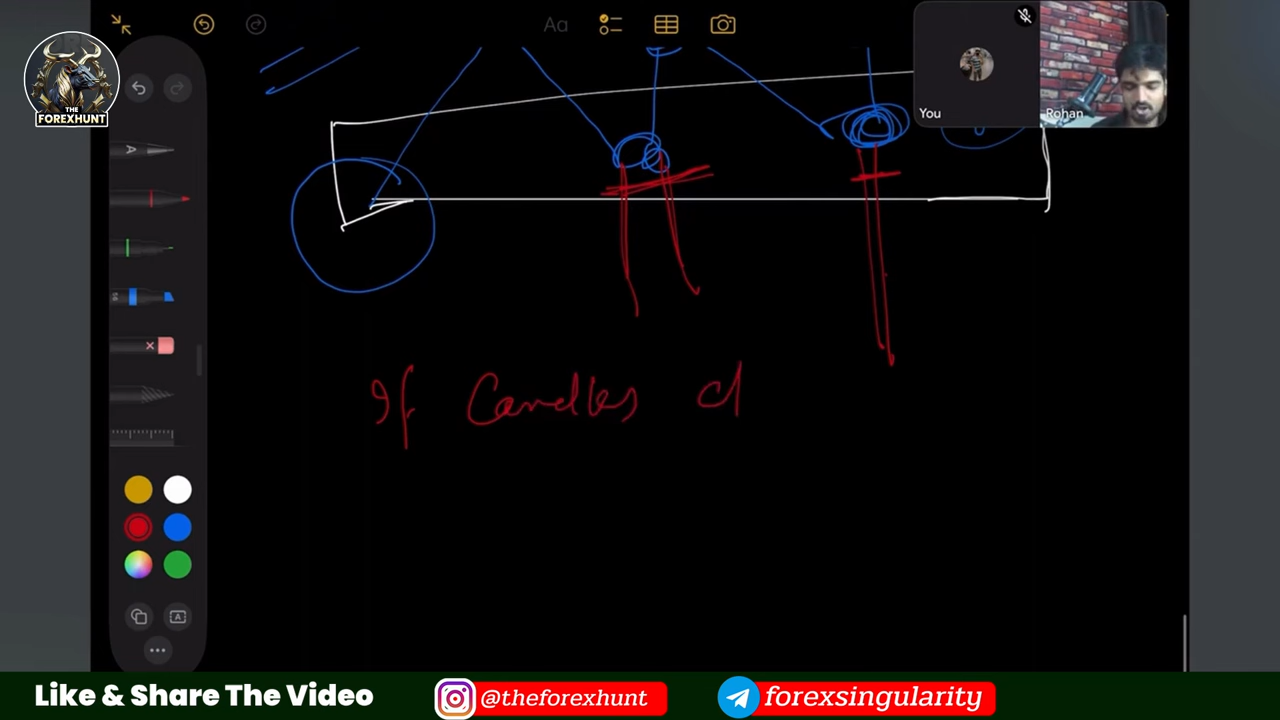 Aa
You
Rohan
THE
FOREXHUNT
A
If Candles cl
A
Like & Share The Video
@theforexhunt
forexsingularity